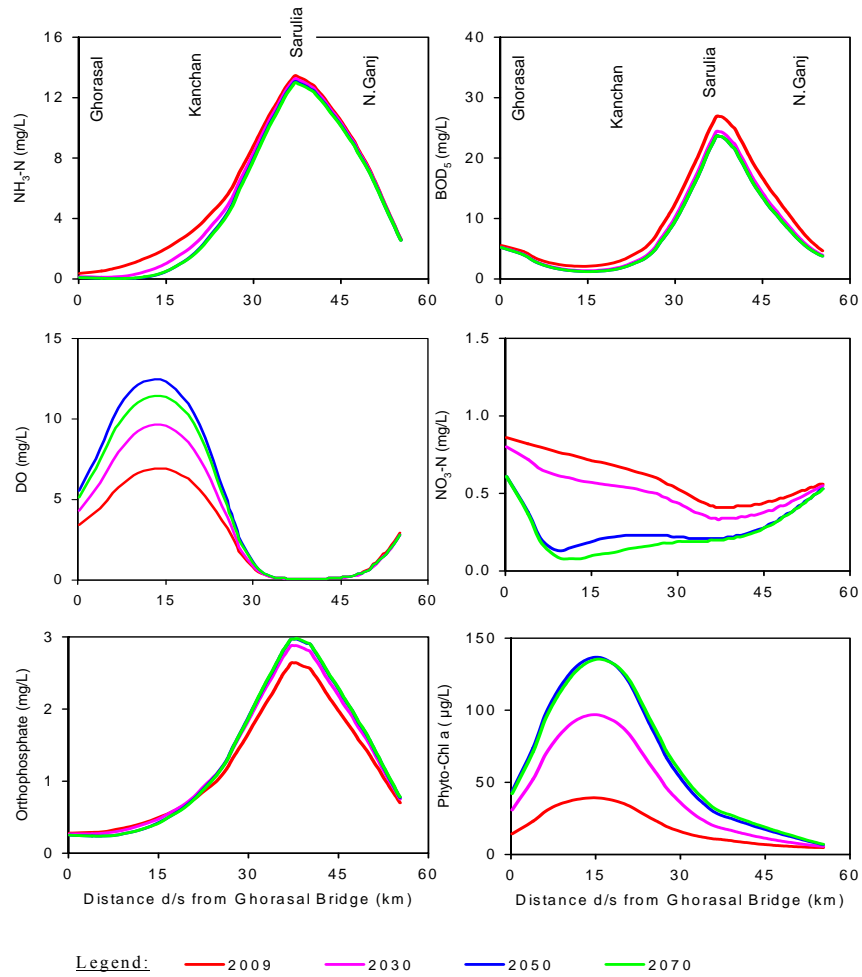 Ghorasal
Kanchan
Sarulia
N.Ganj
NH3-N (mg/L)
16
12
8
4
0
0 15 30 45 60
Ghorasal
Kanchan
Sarulia
N.Ganj
BOD5 (mg/L)
40
30
20
10
0
0 15 30 45 60
DO (mg/L)
15
10
5
0
0 15 30 45 60
NO3-N (mg/L)
1.5
1.0
0.5
0.0
0 15 30 45 60
Orthophosphate (mg/L)
3
2
1
0
0 15 30 45 60
Distance d/s from Ghorasal Bridge (km)
Phyto-Chl a ( µg/L)
150
100
50
0
0 15 30 45 60
Distance d/s from Ghorasal Bridge (km)
Legend: 2009 2030 2050 2070